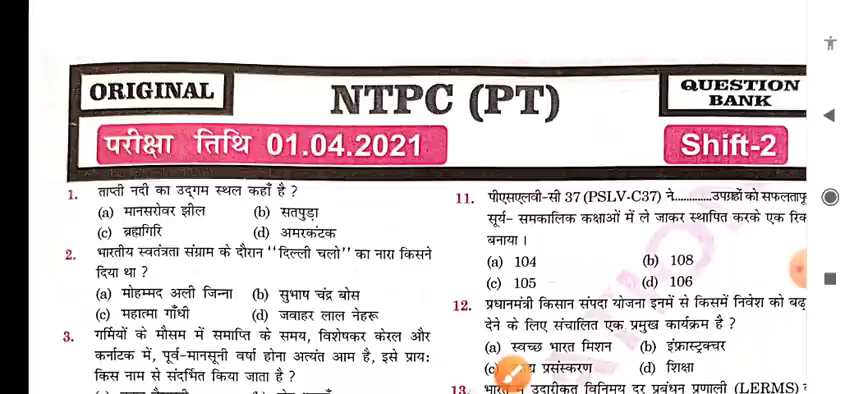 ORIGINAL
NTPC (PT)
QUESTION
BANK
परीक्षा तिथि 01.04.2021
Shift-2
1. ताप्ती नदी का उद्गम स्थल कहाँ है ?
(a) मानसरोवर झील (b) सतपुड़ा
(c) ब्रह्मगिरि (d) अमरकंटक
2. भारतीय स्वतंत्रता संग्राम के दौरान ‘‘दिल्ली चलो’’ का नारा किसने
दिया था ?
(a) मोहम्मद अली जिन्ना (b) सुभाष चंद्र बोस
(c) महात्मा गाँधी (d) जवाहर लाल नेहरू
3. गर्मियों के मौसम में समाप्ति के समय, विशेषकर केरल और
कर्नाटक में, पूर्व-मानसूनी वर्षा होना अत्यंत आम है, इसे प्रायः
किस नाम से संदर्भित किया जाता है ?
11. पीएसएलवी-सी 37 (PSLV-C37) ने.............उपग्रहों को
सूर्य- समकालिक कक्षाओं में ले जाकर स्थापित करके एक
बनाया ।
(a) 104 (b) 108
(c) 105 (d) 106
12. प्रधानमंत्री किसान संपदा योजना इनमें से किसमें निवेश को
देने के लिए संचालित एक प्रमुख कार्यक्रम है ?
(a) स्वच्छ भारत मिशन (b) इंफ्रास्ट्रक्चर
प्रसंस्करण (d) शिक्षा
13. उदारीकृत विनिमय दर प्रबंधन प्रणाली (LERMS)